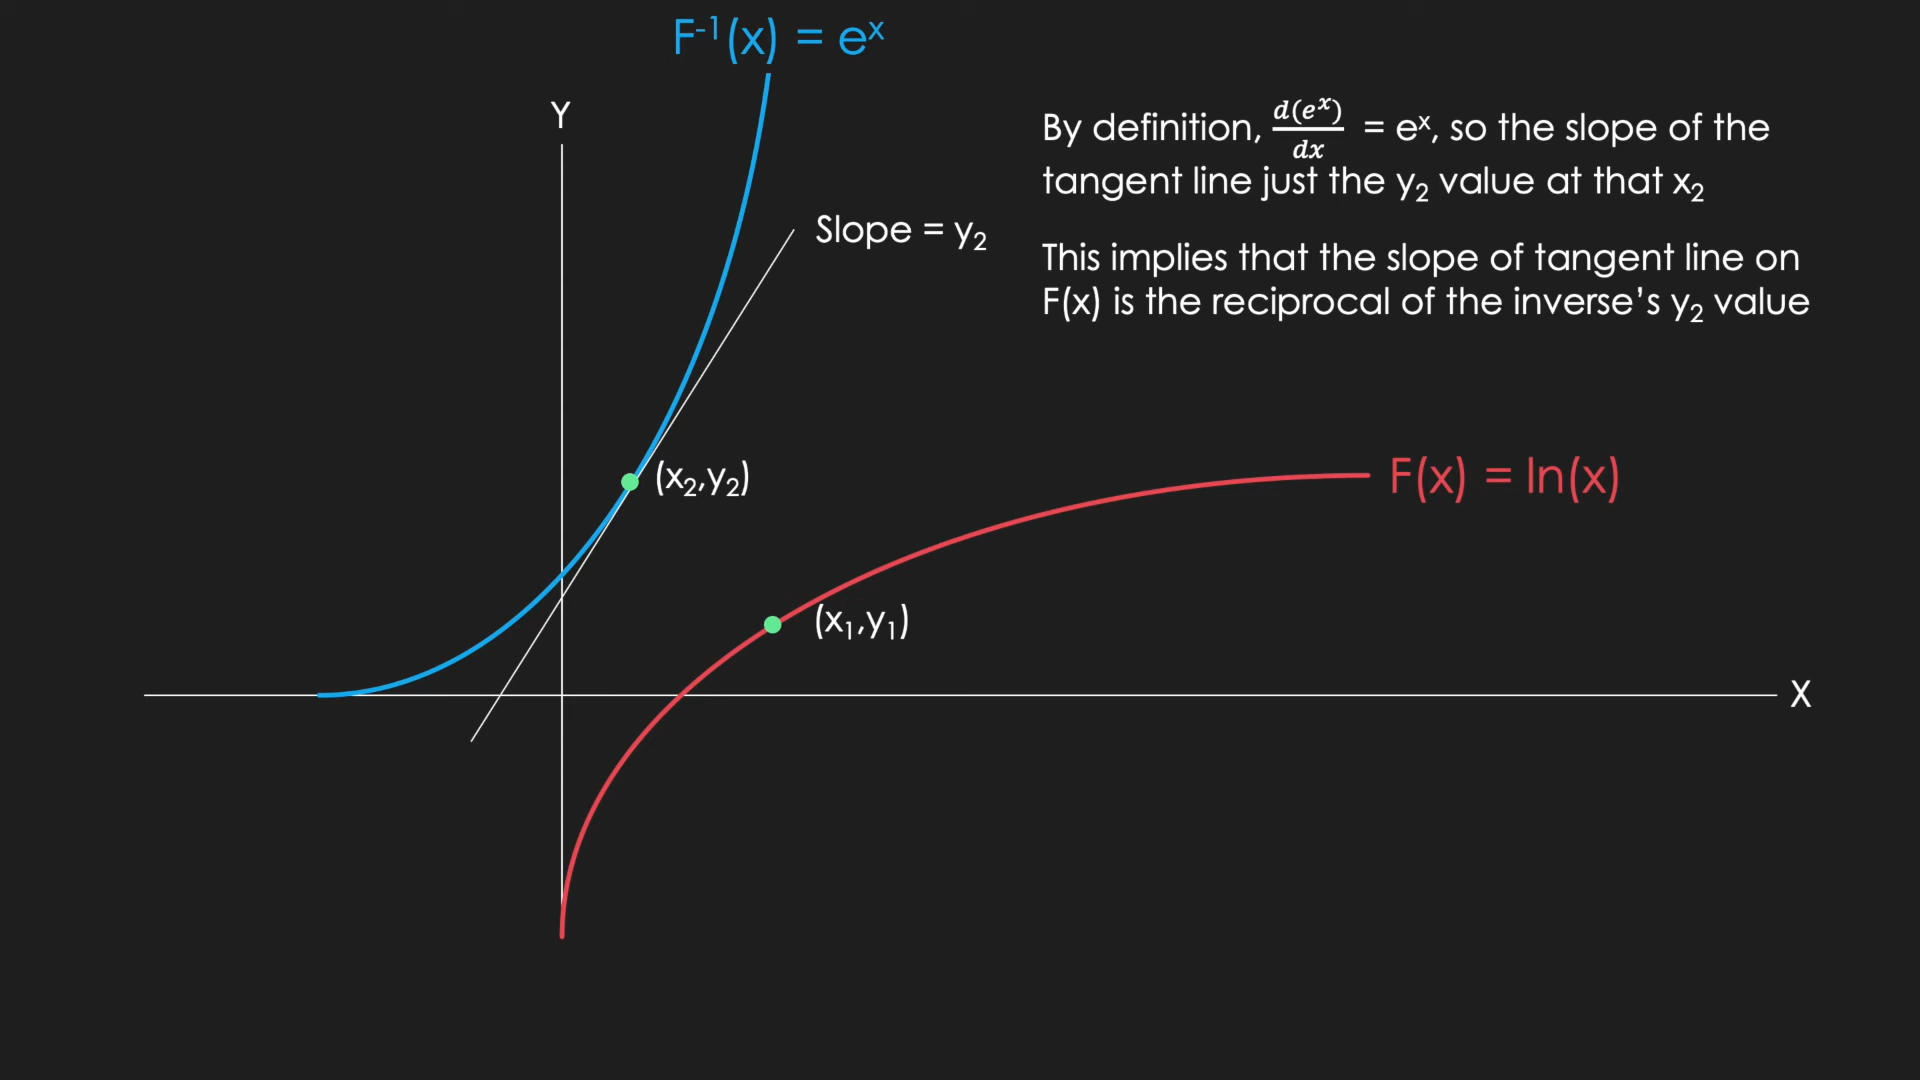 F⁻¹(x) = eˣ
Y
By definition, d(eˣ)/dx = eˣ, so the slope of the
tangent line just the y₂ value at that x₂
Slope = y₂
This implies that the slope of tangent line on
F(x) is the reciprocal of the inverse’s y₂ value
(x₂,y₂)
F(x) = ln(x)
(x₁,y₁)
X